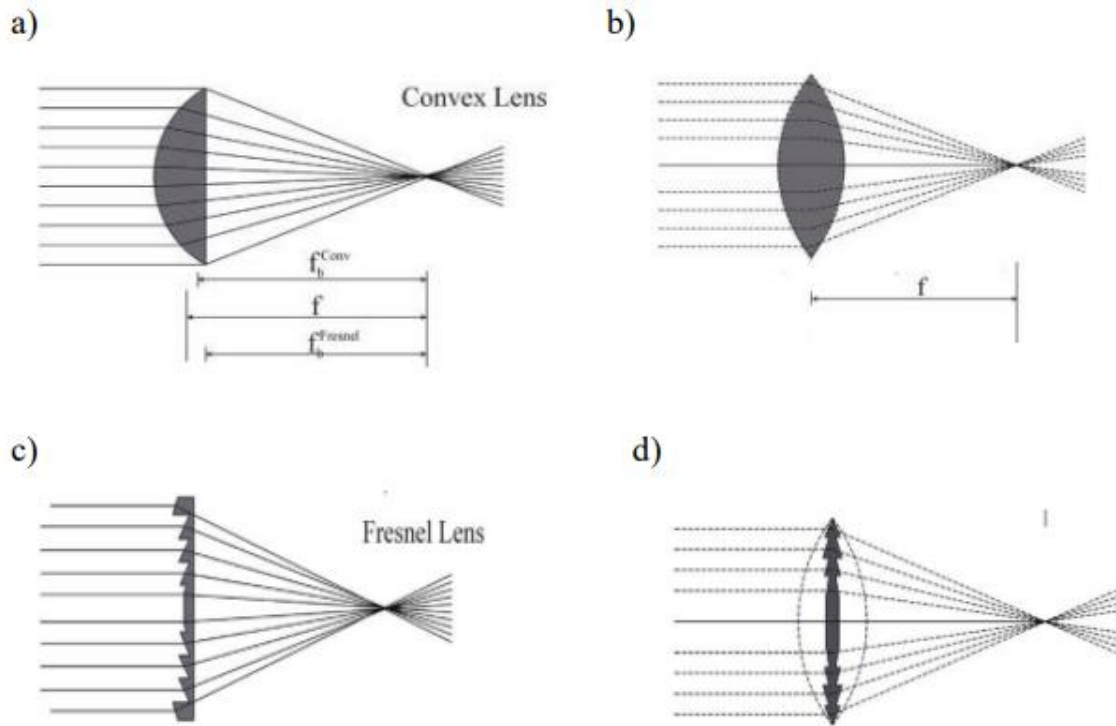 a)
b)
Convex Lens
f_b^Conv
f
f_b^Fresnel
f
c)
d)
Fresnel Lens